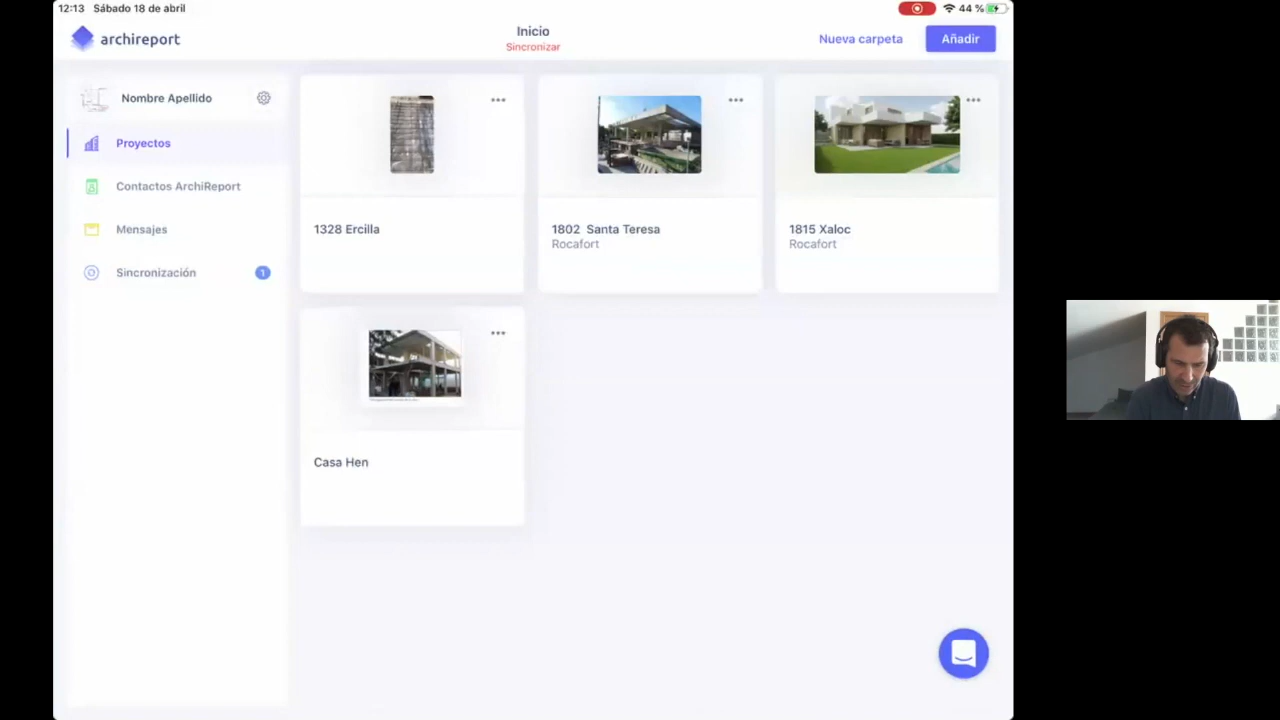 12:13 Sábado 18 de abril
44 %
archireport
Inicio
Sincronizar
Nueva carpeta
Añadir
Nombre Apellido
Proyectos
Contactos ArchiReport
Mensajes
Sincronización 1
1328 Ercilla
1802 Santa Teresa
Rocafort
1815 Xaloc
Rocafort
Casa Hen